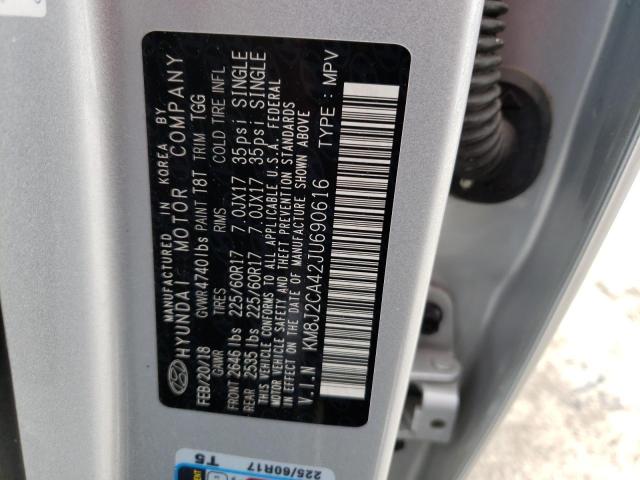 MANUFACTURED IN KOREA BY
HYUNDAI MOTOR COMPANY
FEB/20/18 GVWR 4740lbs PAINT T8T TRIM TGG
GAWR TIRES RIMS COLD TIRE INFL
FRONT 2646 lbs 225/60R17 7.0JX17 35psi SINGLE
REAR 2535 lbs 225/60R17 7.0JX17 35psi SINGLE
THIS VEHICLE CONFORMS TO ALL APPLICABLE U.S.A. FEDERAL
MOTOR VEHICLE SAFETY AND THEFT PREVENTION STANDARDS
IN EFFECT ON THE DATE OF MANUFACTURE SHOWN ABOVE
V.I.N KM8J2CA42JU690616 TYPE : MPV
225/60R17
T5